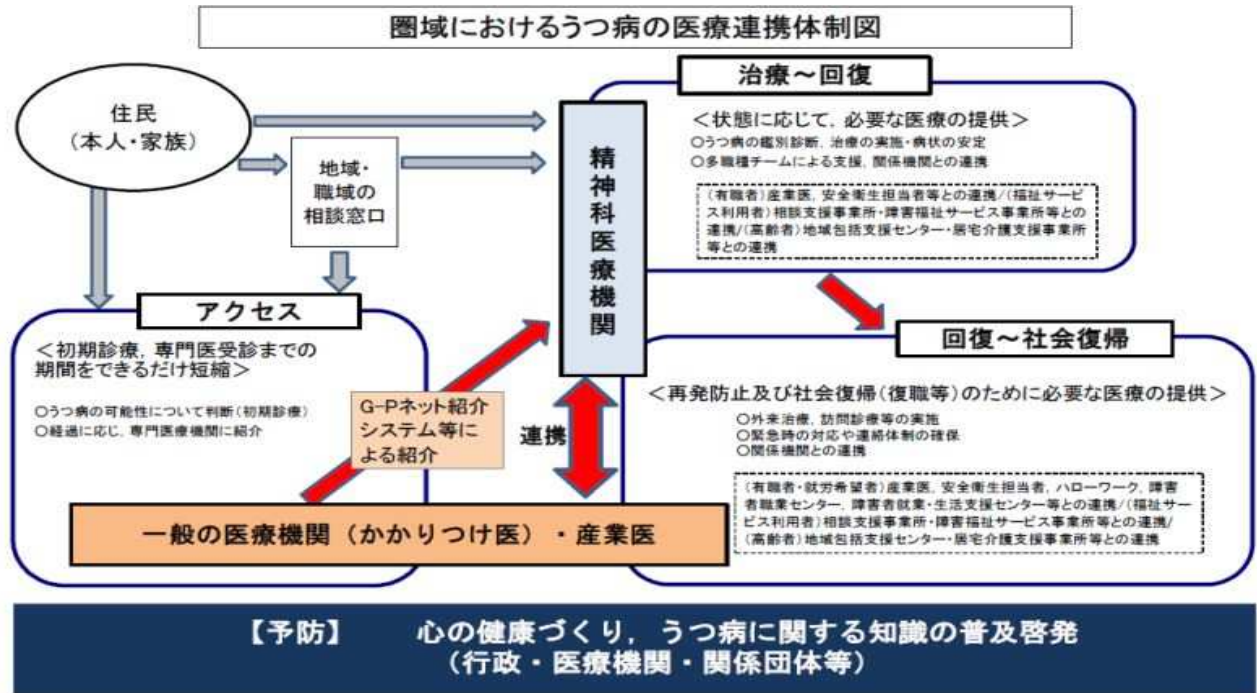 圏域におけるうつ病の医療連携体制図
住民
(本人・家族)
地域・
職域の
相談窓口
精神科医療機関
治療～回復
＜状態に応じて、必要な医療の提供＞
○うつ病の鑑別診断，治療の実施・病状の安定
○多職種チームによる支援，関係機関との連携
(有職者)産業医，安全衛生担当者等との連携/(福祉サービ
ス利用者)相談支援事業所・障害福祉サービス事業所等との
連携/(高齢者)地域包括支援センター・居宅介護支援事業所
等との連携
アクセス
＜初期診療，専門医受診までの
期間をできるだけ短縮＞
○うつ病の可能性について判断(初期診療)
○経過に応じ，専門医療機関に紹介
G-Pネット紹介
システム等に
よる紹介
連携
一般の医療機関（かかりつけ医）・産業医
回復～社会復帰
＜再発防止及び社会復帰(復職等)のために必要な医療の提供＞
○外来治療，訪問診療等の実施
○緊急時の対応や連絡体制の確保
○関係機関との連携
(有職者・就労希望者)産業医，安全衛生担当者，ハローワーク，障害
者職業センター，障害者就業・生活支援センター等との連携/(福祉サー
ビス利用者)相談支援事業所・障害福祉サービス事業所等との連携/
(高齢者)地域包括支援センター・居宅介護支援事業所等との連携
【予防】 心の健康づくり，うつ病に関する知識の普及啓発
（行政・医療機関・関係団体等）